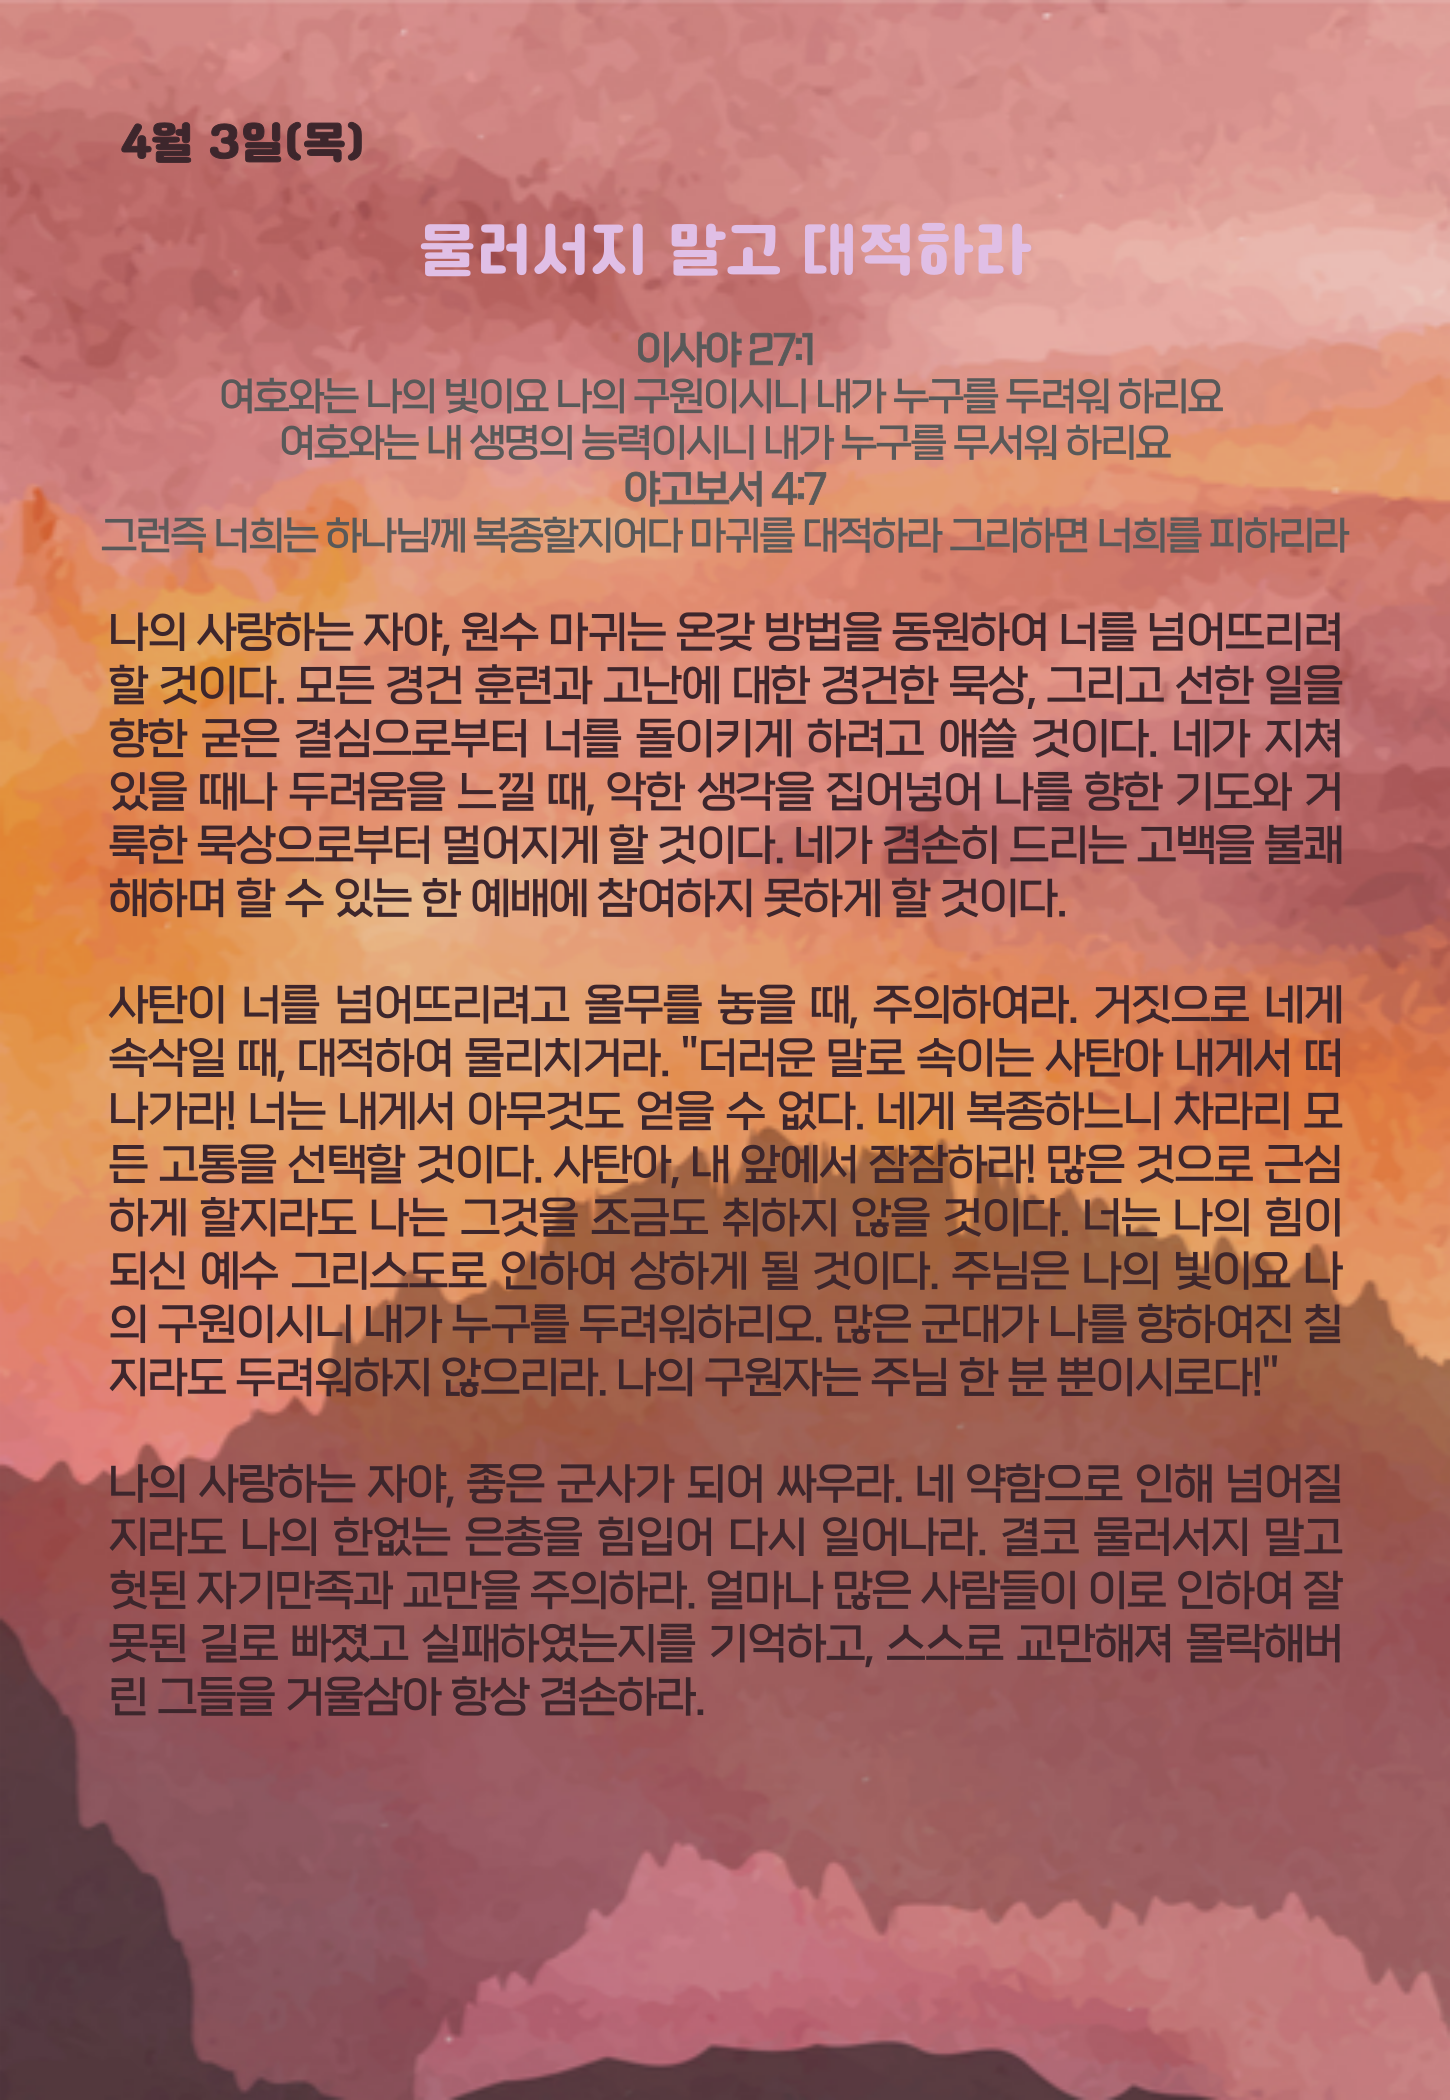 4월 3일(목)
물러서지 말고 대적하라
이사야 27:1
여호와는 나의 빛이요 나의 구원이시니 내가 누구를 두려워 하리요
여호와는 내 생명의 능력이시니 내가 누구를 무서워 하리요
야고보서 4:7
그런즉 너희는 하나님께 복종할지어다 마귀를 대적하라 그리하면 너희를 피하리라
나의 사랑하는 자야, 원수 마귀는 온갖 방법을 동원하여 너를 넘어뜨리려
할 것이다. 모든 경건 훈련과 고난에 대한 경건한 묵상, 그리고 선한 일을
향한 굳은 결심으로부터 너를 돌이키게 하려고 애쓸 것이다. 네가 지쳐
있을 때나 두려움을 느낄 때, 악한 생각을 집어넣어 나를 향한 기도와 거
룩한 묵상으로부터 멀어지게 할 것이다. 네가 겸손히 드리는 고백을 불쾌
해하며 할 수 있는 한 예배에 참여하지 못하게 할 것이다.
사탄이 너를 넘어뜨리려고 올무를 놓을 때, 주의하여라. 거짓으로 네게
속삭일 때, 대적하여 물리치거라. "더러운 말로 속이는 사탄아 내게서 떠
나가라! 너는 내게서 아무것도 얻을 수 없다. 네게 복종하느니 차라리 모
든 고통을 선택할 것이다. 사탄아, 내 앞에서 잠잠하라! 많은 것으로 근심
하게 할지라도 나는 그것을 조금도 취하지 않을 것이다. 너는 나의 힘이
되신 예수 그리스도로 인하여 상하게 될 것이다. 주님은 나의 빛이요 나
의 구원이시니 내가 누구를 두려워하리오. 많은 군대가 나를 향하여진 칠
지라도 두려워하지 않으리라. 나의 구원자는 주님 한 분 뿐이시로다!"
나의 사랑하는 자야, 좋은 군사가 되어 싸우라. 네 약함으로 인해 넘어질
지라도 나의 한없는 은총을 힘입어 다시 일어나라. 결코 물러서지 말고
헛된 자기만족과 교만을 주의하라. 얼마나 많은 사람들이 이로 인하여 잘
못된 길로 빠졌고 실패하였는지를 기억하고, 스스로 교만해져 몰락해버
린 그들을 거울삼아 항상 겸손하라.